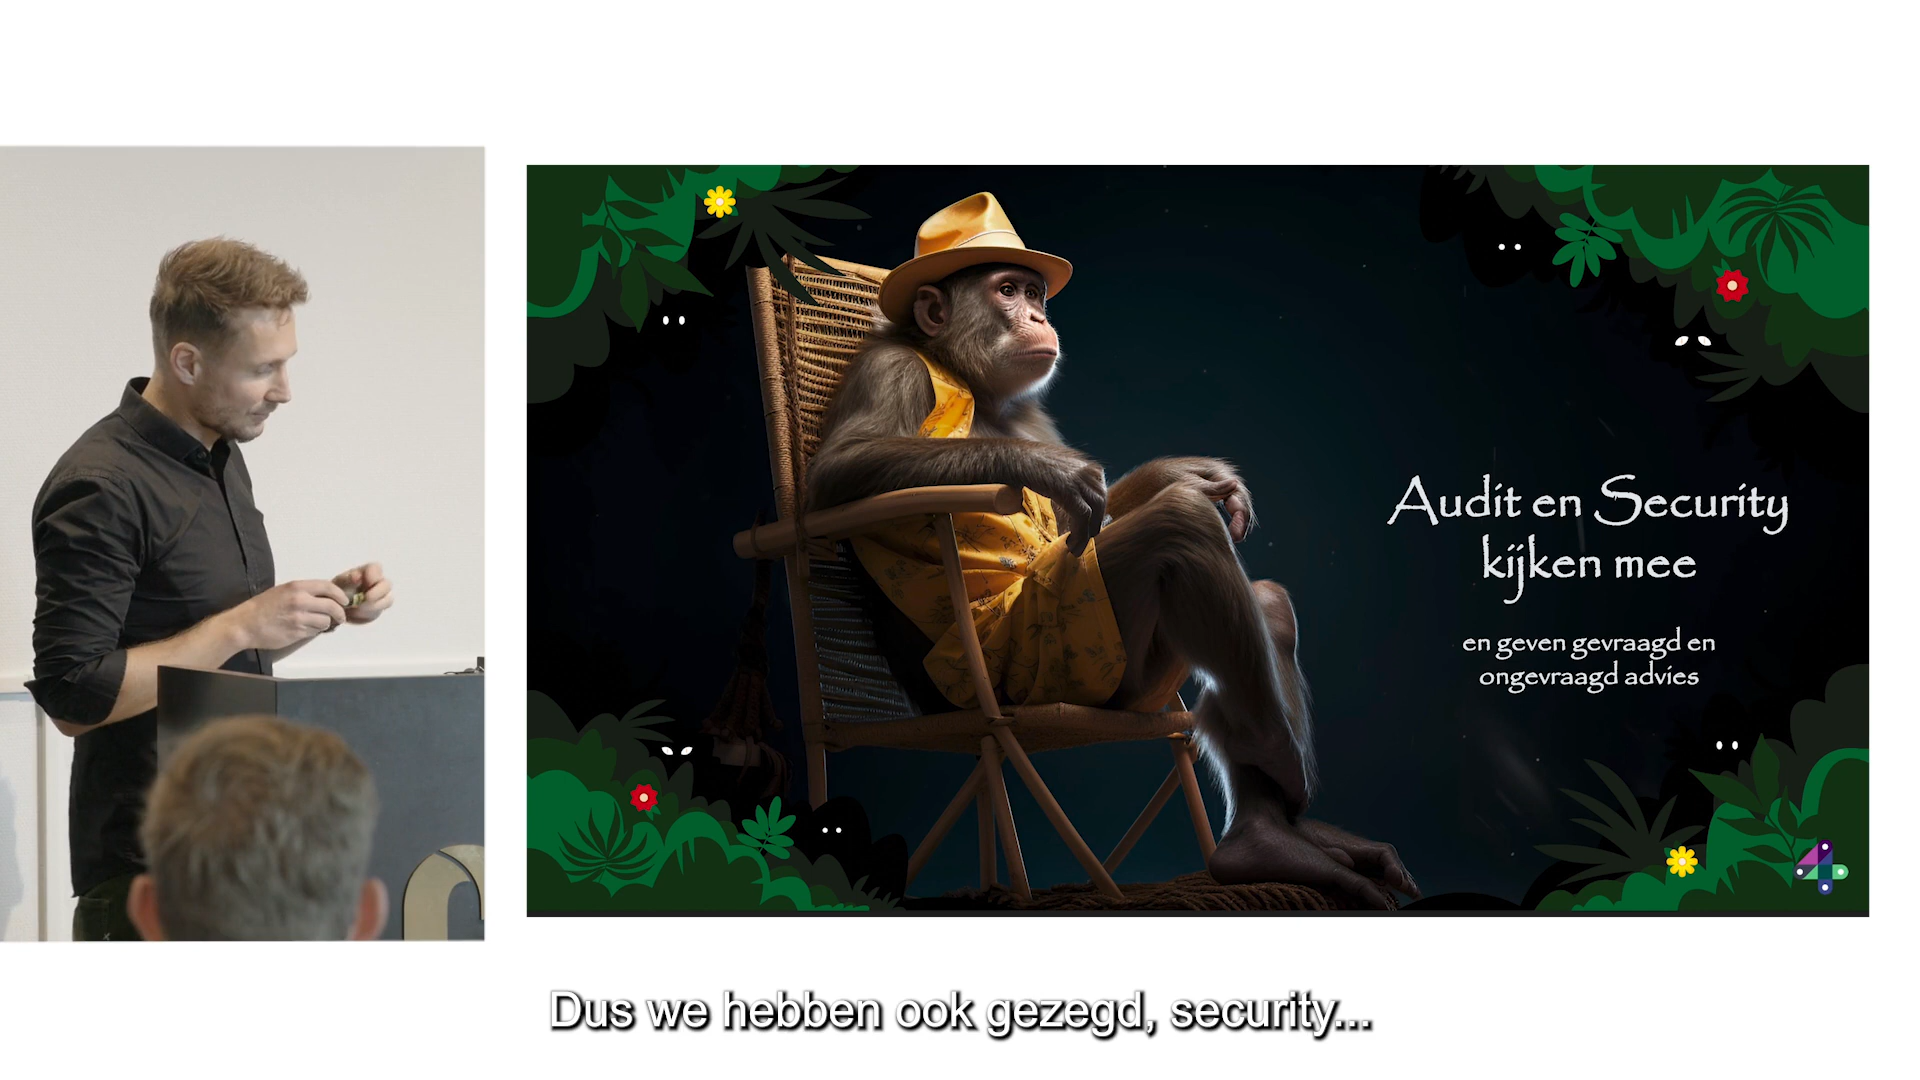 Audit en Security
kijken mee
en geven gevraagd en
ongevraagd advies
Dus we hebben ook gezegd, security...